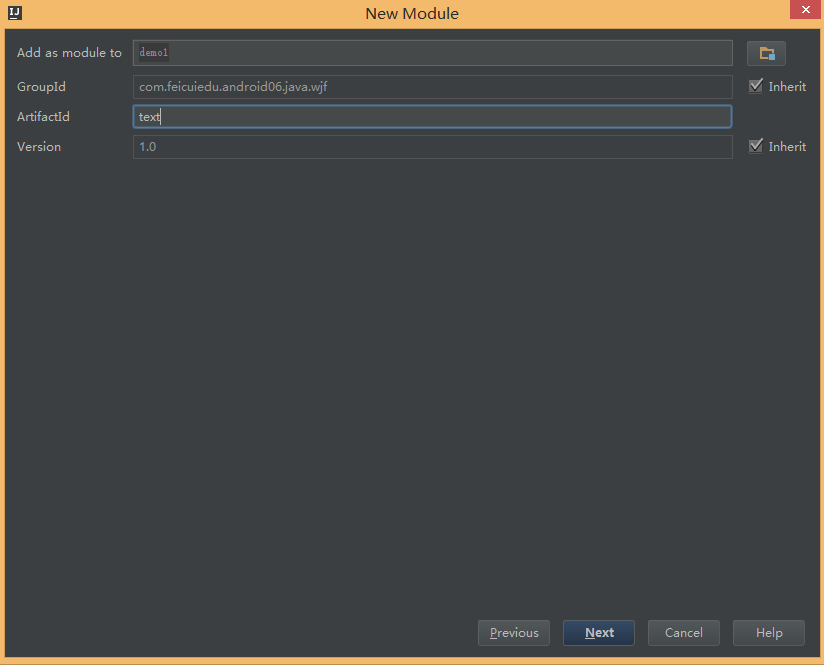 IJ New Module
Add as module to demo1
GroupId com.feicuiedu.android06.java.wjf Inherit
ArtifactId text
Version 1.0 Inherit
Previous Next Cancel Help